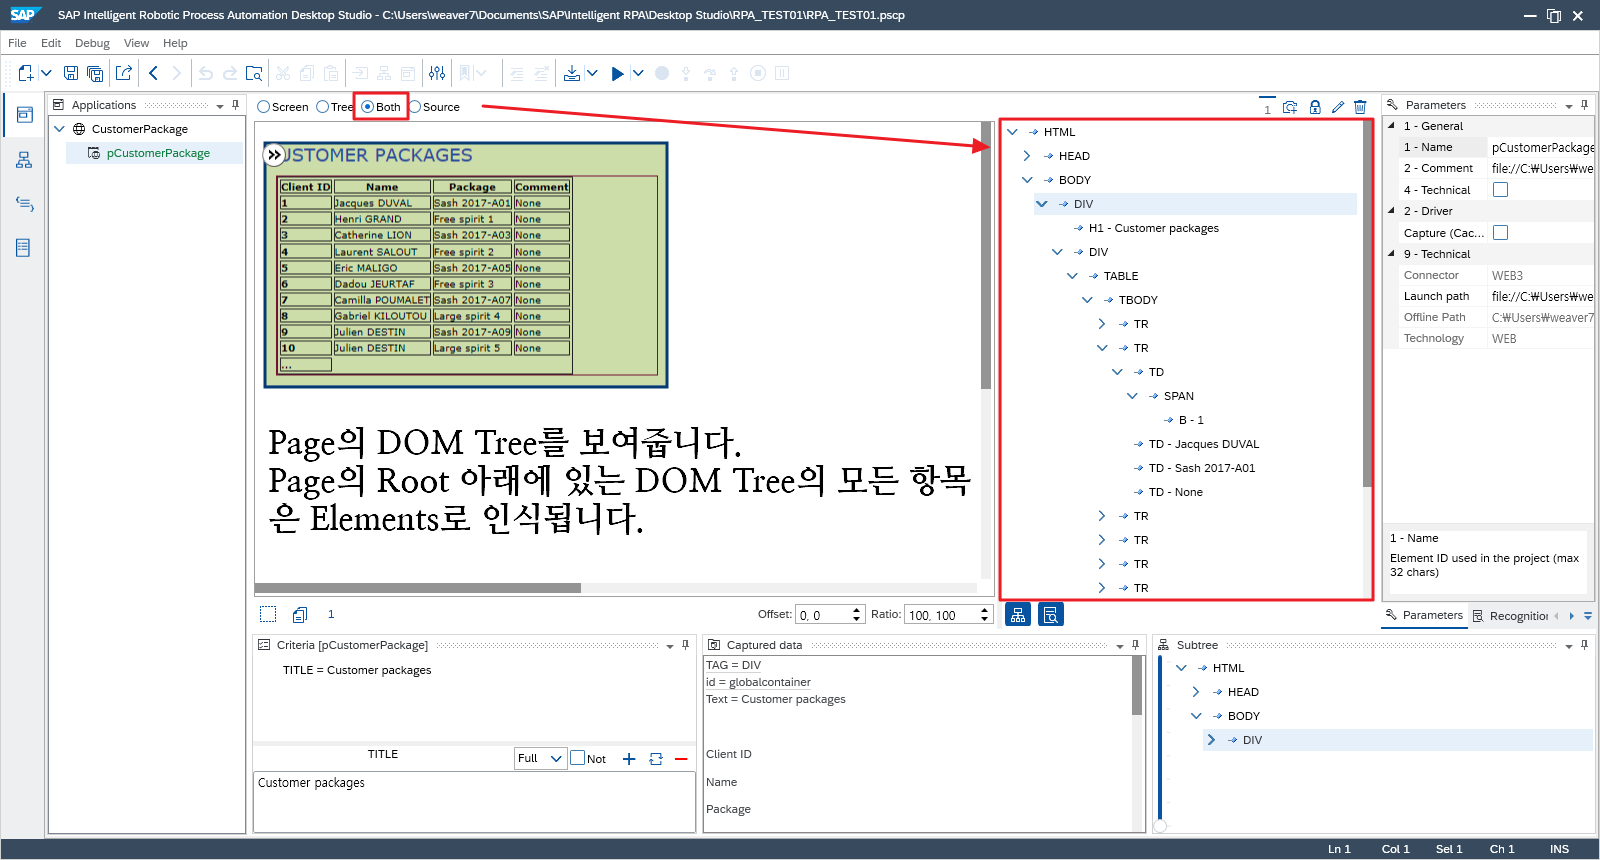 SAP Intelligent Robotic Process Automation Desktop Studio - C:\Users\weaver7\Documents\SAP\Intelligent RPA\Desktop Studio\RPA_TEST01\RPA_TEST01.pscp
File Edit Debug View Help
Applications
CustomerPackage
pCustomerPackage
Screen Tree Both Source
1
USTOMER PACKAGES
Client ID Name Package Comment
1 Jacques DUVAL Sash 2017-A01 None
2 Henri GRAND Free spirit 1 None
3 Catherine LION Sash 2017-A03 None
4 Laurent SALOUT Free spirit 2 None
5 Eric MALIGO Sash 2017-A05 None
6 Dadou JEURTAF Free spirit 3 None
7 Camilla POUMALET Sash 2017-A07 None
8 Gabriel KILOUTOU Large spirit 4 None
9 Julien DESTIN Sash 2017-A09 None
10 Julien DESTIN Large spirit 5 None
...
Page의 DOM Tree를 보여줍니다.
Page의 Root 아래에 있는 DOM Tree의 모든 항목
은 Elements로 인식됩니다.
1
Offset: 0, 0 Ratio: 100, 100
HTML
HEAD
BODY
DIV
H1 - Customer packages
DIV
TABLE
TBODY
TR
TR
TD
SPAN
B - 1
TD - Jacques DUVAL
TD - Sash 2017-A01
TD - None
TR
TR
TR
TR
Parameters
1 - General
1 - Name pCustomerPackage
2 - Comment file://C:₩Users₩we
4 - Technical
2 - Driver
Capture (Cac...
9 - Technical
Connector WEB3
Launch path file://C:₩Users₩we
Offline Path C:₩Users₩weaver7
Technology WEB
1 - Name
Element ID used in the project (max
32 chars)
Parameters Recognition
Criteria [pCustomerPackage]
TITLE = Customer packages
TITLE Full Not
Customer packages
Captured data
TAG = DIV
id = globalcontainer
Text = Customer packages
Client ID
Name
Package
Subtree
HTML
HEAD
BODY
DIV
Ln 1 Col 1 Sel 1 Ch 1 INS